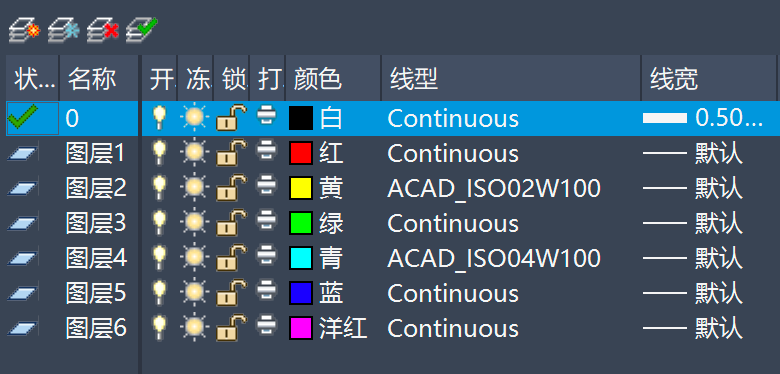 状... 名称 开. 冻. 锁. 打. 颜色 线型 线宽
0 白 Continuous 0.50...
图层1 红 Continuous 默认
图层2 黄 ACAD_ISO02W100 默认
图层3 绿 Continuous 默认
图层4 青 ACAD_ISO04W100 默认
图层5 蓝 Continuous 默认
图层6 洋红 Continuous 默认